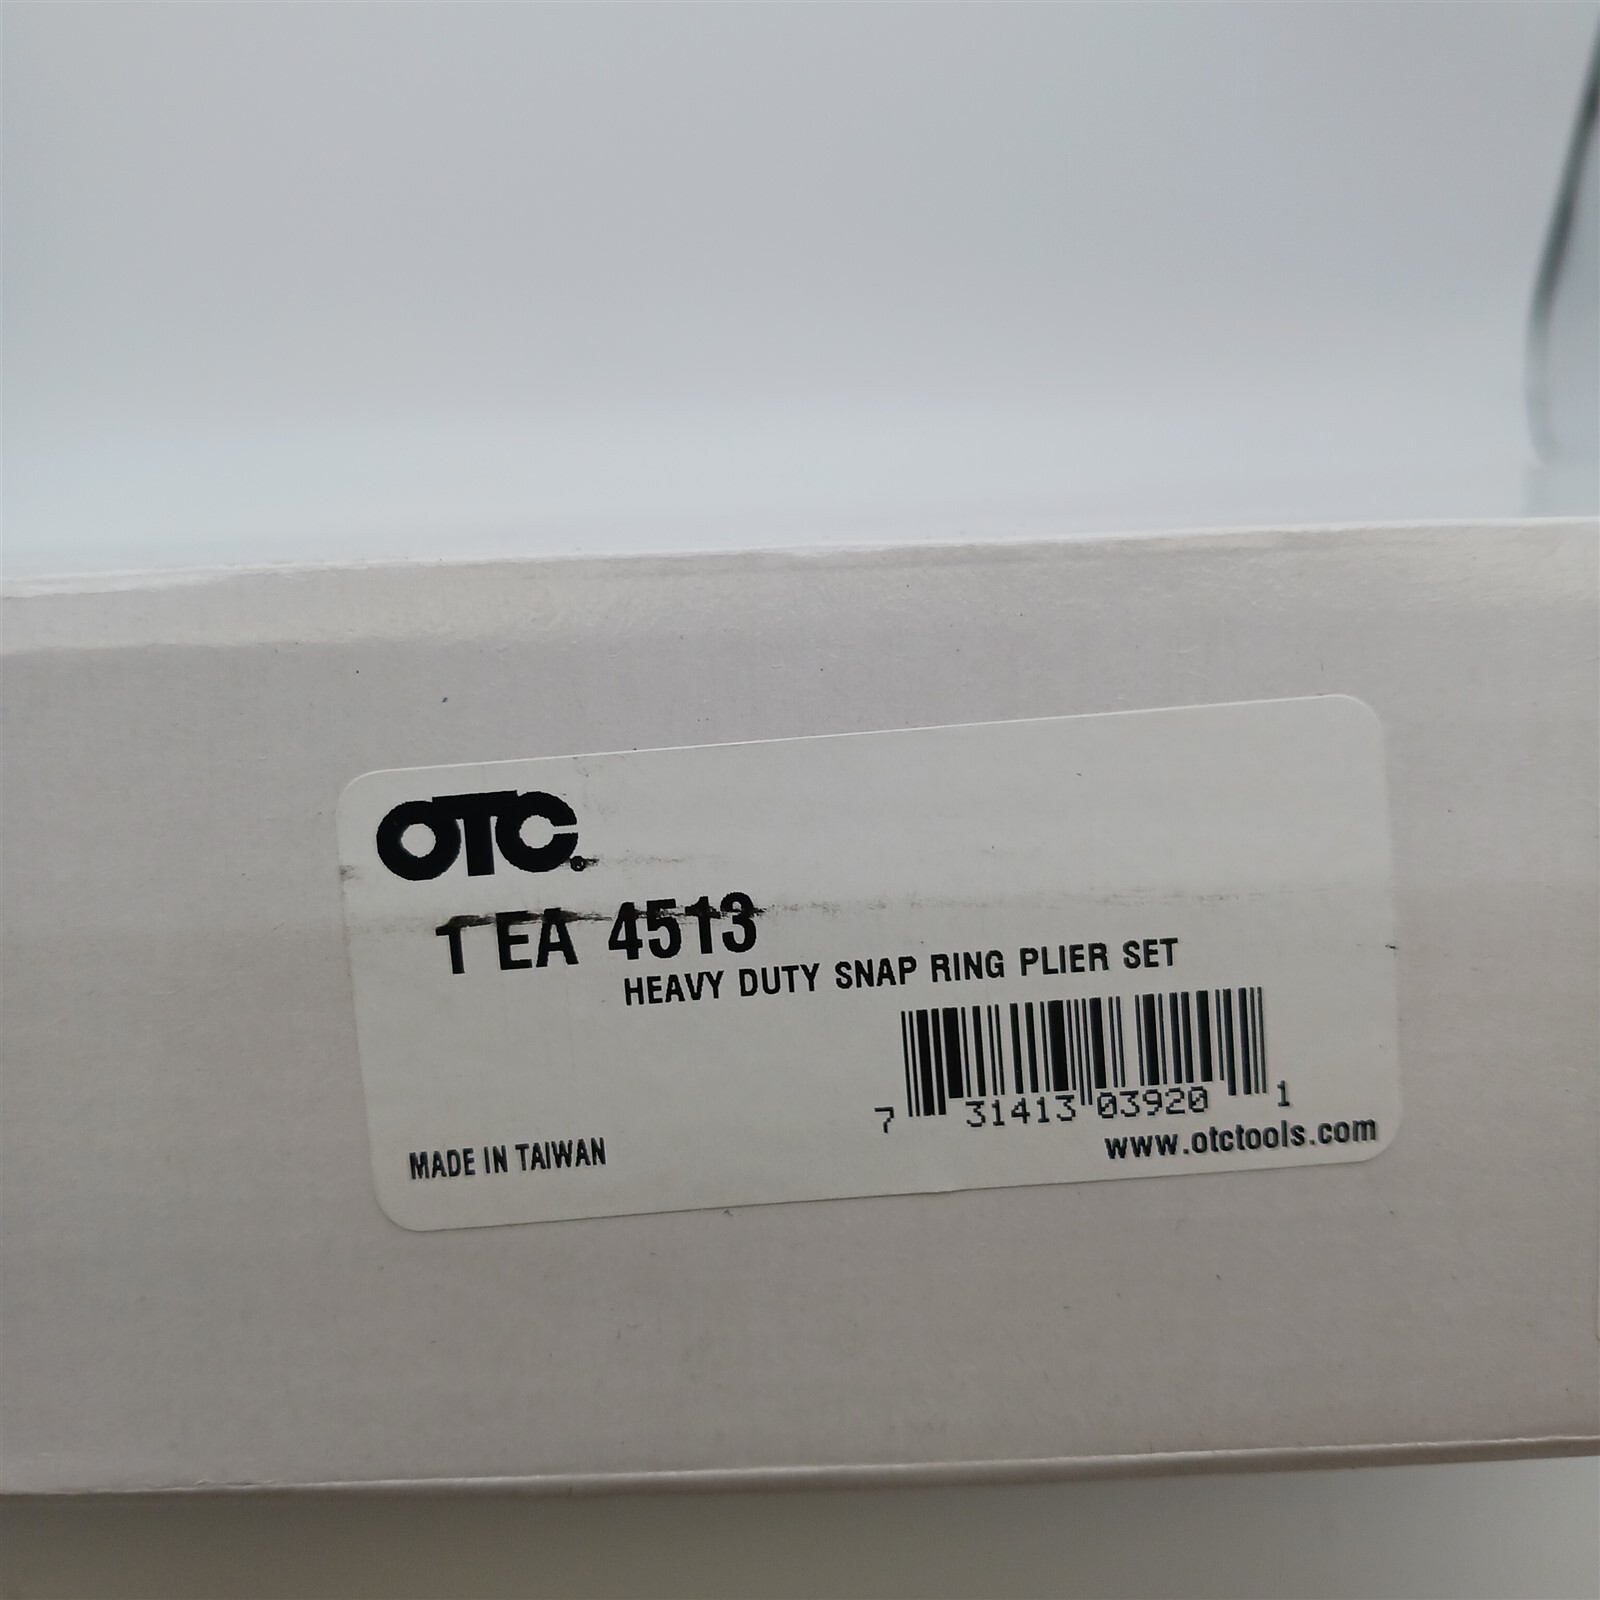 OTC®
1 EA 4513
HEAVY DUTY SNAP RING PLIER SET
7 31413 03920 1
MADE IN TAIWAN
www.otctools.com